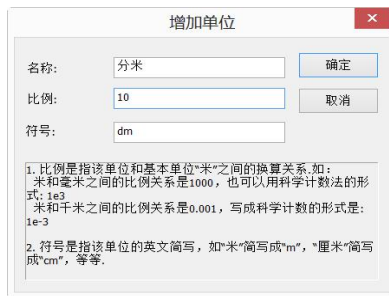 增加单位
名称:
分米
确定
比例:
10
取消
符号:
dm
1. 比例是指该单位和基本单位“米”之间的换算关系.如：
米和毫米之间的比例关系是1000，也可以用科学计数法的形
式: 1e3
米和千米之间的比例关系是0.001，写成科学计数的形式是:
1e-3
2. 符号是指该单位的英文简写，如“米”简写成“m”，“厘米”简写
成“cm”，等等.